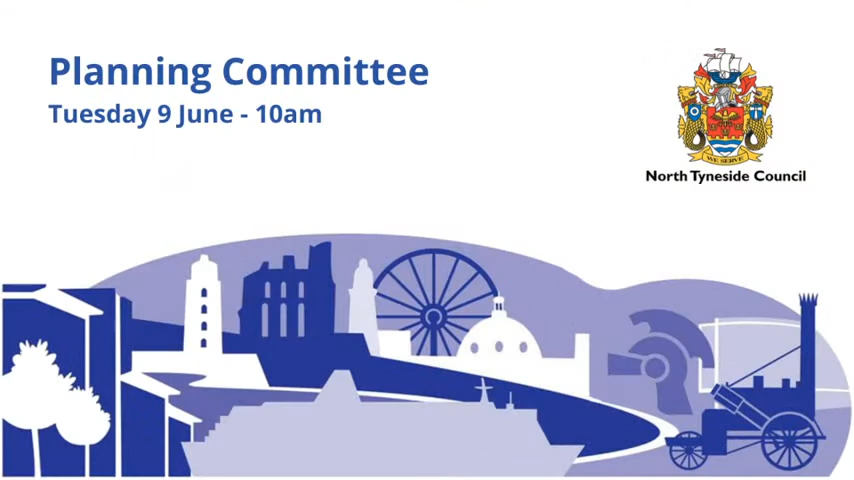 Planning Committee
Tuesday 9 June - 10am
WE SERVE
North Tyneside Council